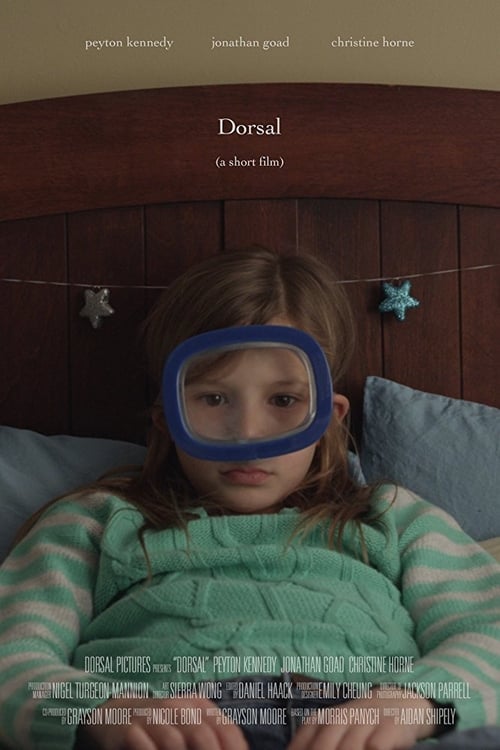 peyton kennedy jonathan goad christine horne
Dorsal
(a short film)
DORSAL PICTURES PRESENTS "DORSAL" PEYTON KENNEDY JONATHAN GOAD CHRISTINE HORNE
PRODUCTION MANAGER NIGEL TURGEON-MANNION ART DIRECTOR SIERRA WONG EDITED BY DANIEL HAACK PRODUCTION DESIGNER EMILY CHEUNG DIRECTOR OF PHOTOGRAPHY JACKSON PARRELL
CO-PRODUCER GRAYSON MOORE PRODUCED BY NICOLE BOND WRITTEN BY GRAYSON MOORE BASED ON THE PLAY BY MORRIS PANYCH DIRECTED BY AIDAN SHIPELY